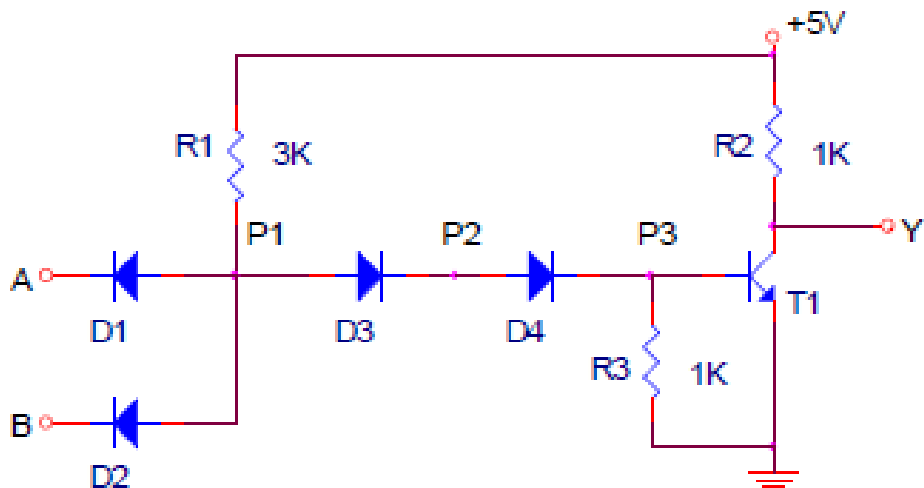 +5V
R1 3K
R2 1K
P1 P2 P3 Y
A
D1 D3 D4 T1
R3 1K
B
D2